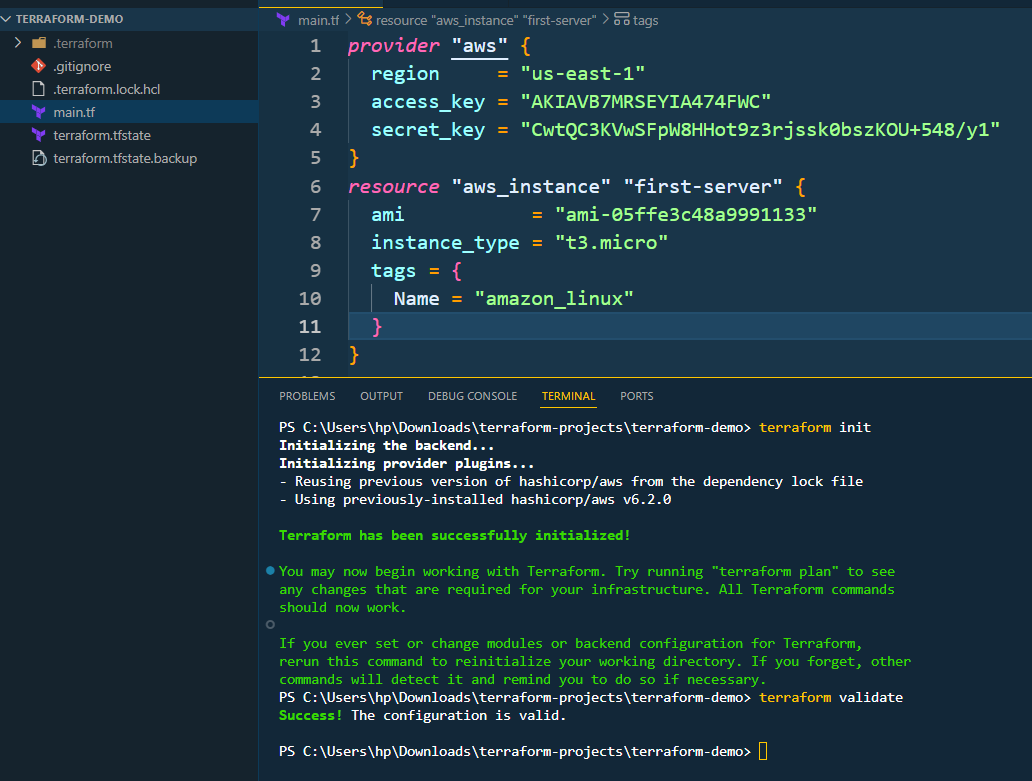 TERRAFORM-DEMO
.terraform
.gitignore
.terraform.lock.hcl
main.tf
terraform.tfstate
terraform.tfstate.backup
main.tf > resource "aws_instance" "first-server" > tags
1 provider "aws" {
2 region = "us-east-1"
3 access_key = "AKIAVB7MRSEYIA474FWC"
4 secret_key = "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"
5 }
6 resource "aws_instance" "first-server" {
7 ami = "ami-05ffe3c48a9991133"
8 instance_type = "t3.micro"
9 tags = {
10 Name = "amazon_linux"
11 }
12 }
PROBLEMS OUTPUT DEBUG CONSOLE TERMINAL PORTS
PS C:\Users\hp\Downloads\terraform-projects\terraform-demo> terraform init
Initializing the backend...
Initializing provider plugins...
- Reusing previous version of hashicorp/aws from the dependency lock file
- Using previously-installed hashicorp/aws v6.2.0
Terraform has been successfully initialized!
You may now begin working with Terraform. Try running "terraform plan" to see
any changes that are required for your infrastructure. All Terraform commands
should now work.
If you ever set or change modules or backend configuration for Terraform,
rerun this command to reinitialize your working directory. If you forget, other
commands will detect it and remind you to do so if necessary.
PS C:\Users\hp\Downloads\terraform-projects\terraform-demo> terraform validate
Success! The configuration is valid.
PS C:\Users\hp\Downloads\terraform-projects\terraform-demo>